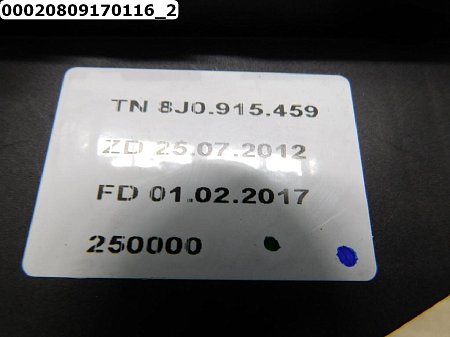 00020809170116_2
TN 8J0.915.459
ZD 25.07.2012
FD 01.02.2017
250000